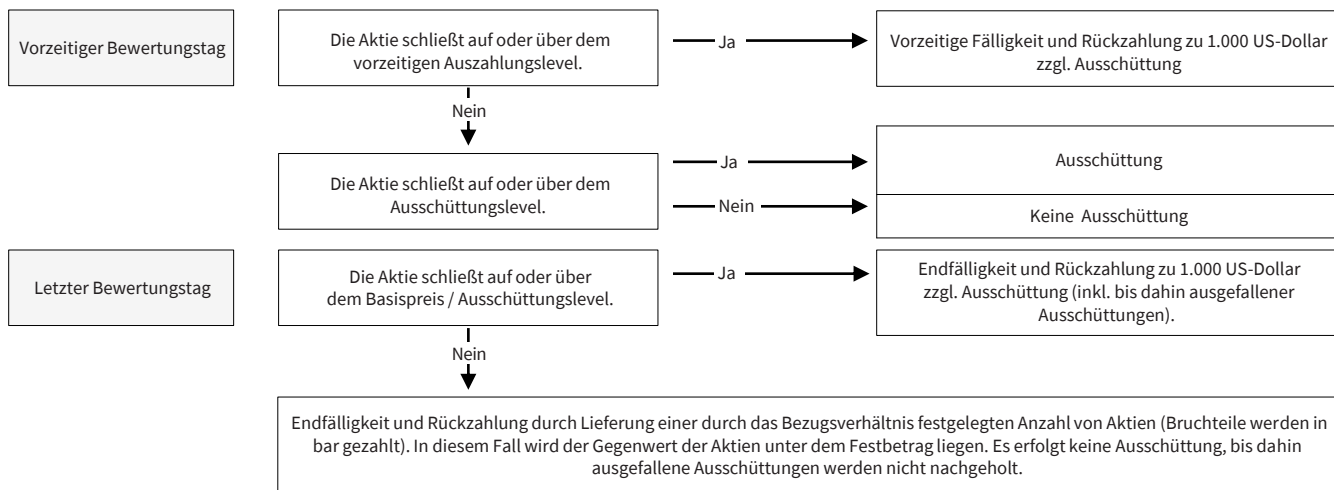 Vorzeitiger Bewertungstag
Die Aktie schließt auf oder über dem
vorzeitigen Auszahlungslevel.
Ja
Vorzeitige Fälligkeit und Rückzahlung zu 1.000 US-Dollar
zzgl. Ausschüttung
Nein
Die Aktie schließt auf oder über dem
Ausschüttungslevel.
Ja
Ausschüttung
Nein
Keine Ausschüttung
Letzter Bewertungstag
Die Aktie schließt auf oder über
dem Basispreis / Ausschüttungslevel.
Ja
Endfälligkeit und Rückzahlung zu 1.000 US-Dollar
zzgl. Ausschüttung (inkl. bis dahin ausgefallener
Ausschüttungen).
Nein
Endfälligkeit und Rückzahlung durch Lieferung einer durch das Bezugsverhältnis festgelegten Anzahl von Aktien (Bruchteile werden in
bar gezahlt). In diesem Fall wird der Gegenwert der Aktien unter dem Festbetrag liegen. Es erfolgt keine Ausschüttung, bis dahin
ausgefallene Ausschüttungen werden nicht nachgeholt.